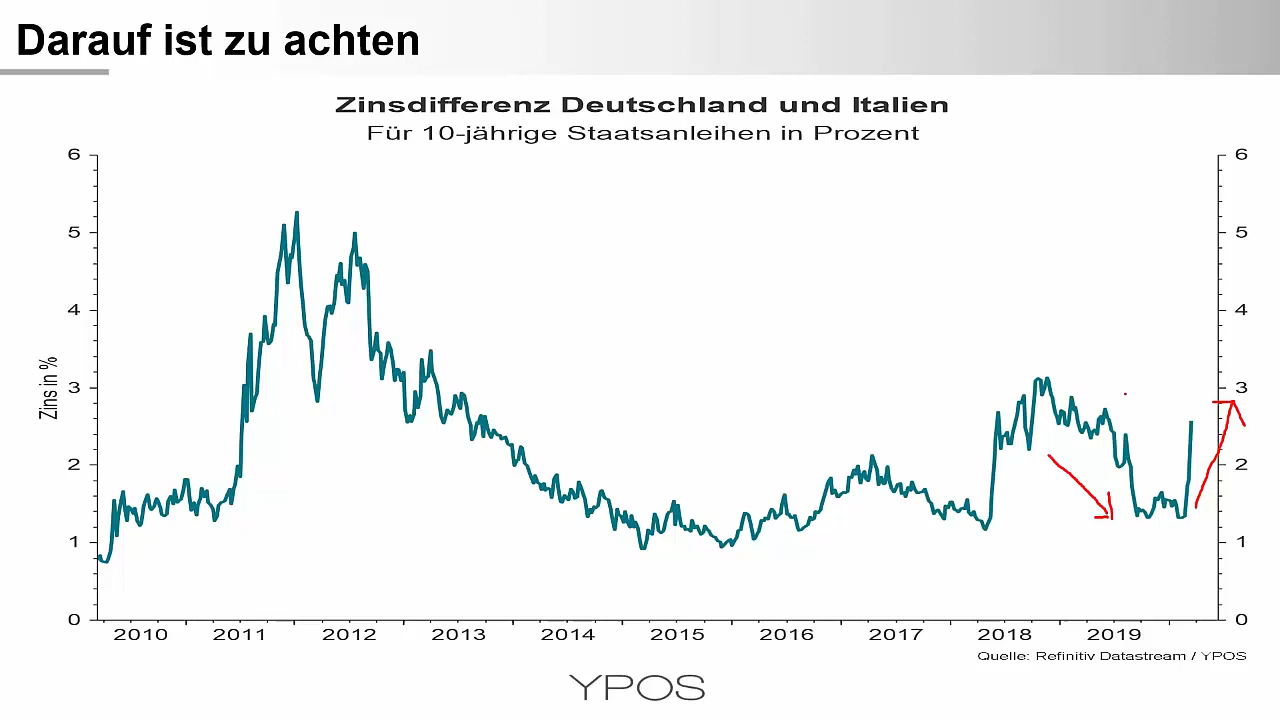 Darauf ist zu achten
Zinsdifferenz Deutschland und Italien
Für 10-jährige Staatsanleihen in Prozent
6 6
5 5
4 4
3 3
2 2
1 1
0 0
Zins in %
2010 2011 2012 2013 2014 2015 2016 2017 2018 2019
Quelle: Refinitiv Datastream / YPOS
YPOS